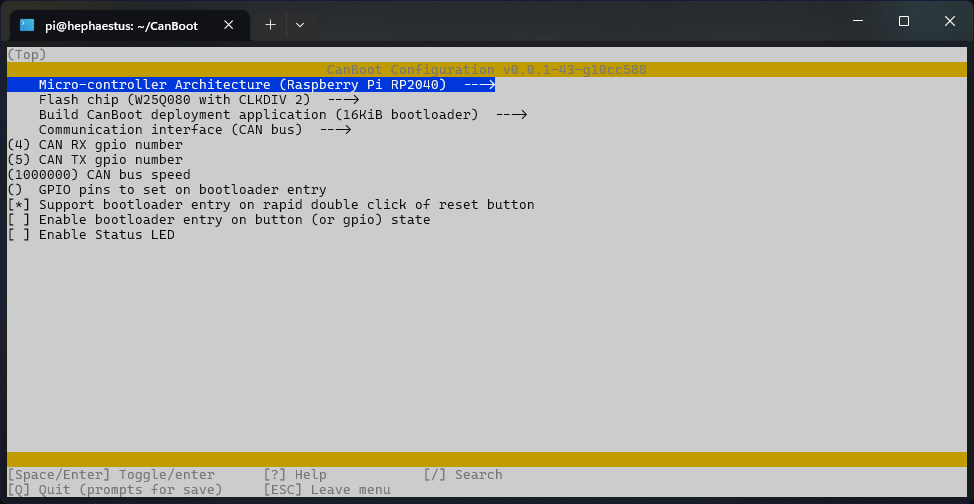 pi@hephaestus: ~/CanBoot
(Top)
CanBoot Configuration v0.0.1-43-g10cc588
Micro-controller Architecture (Raspberry Pi RP2040)  --->
Flash chip (W25Q080 with CLKDIV 2)  --->
Build CanBoot deployment application (16KiB bootloader)  --->
Communication interface (CAN bus)  --->
(4) CAN RX gpio number
(5) CAN TX gpio number
(1000000) CAN bus speed
()  GPIO pins to set on bootloader entry
[*] Support bootloader entry on rapid double click of reset button
[ ] Enable bootloader entry on button (or gpio) state
[ ] Enable Status LED
[Space/Enter] Toggle/enter      [?] Help            [/] Search
[Q] Quit (prompts for save)     [ESC] Leave menu